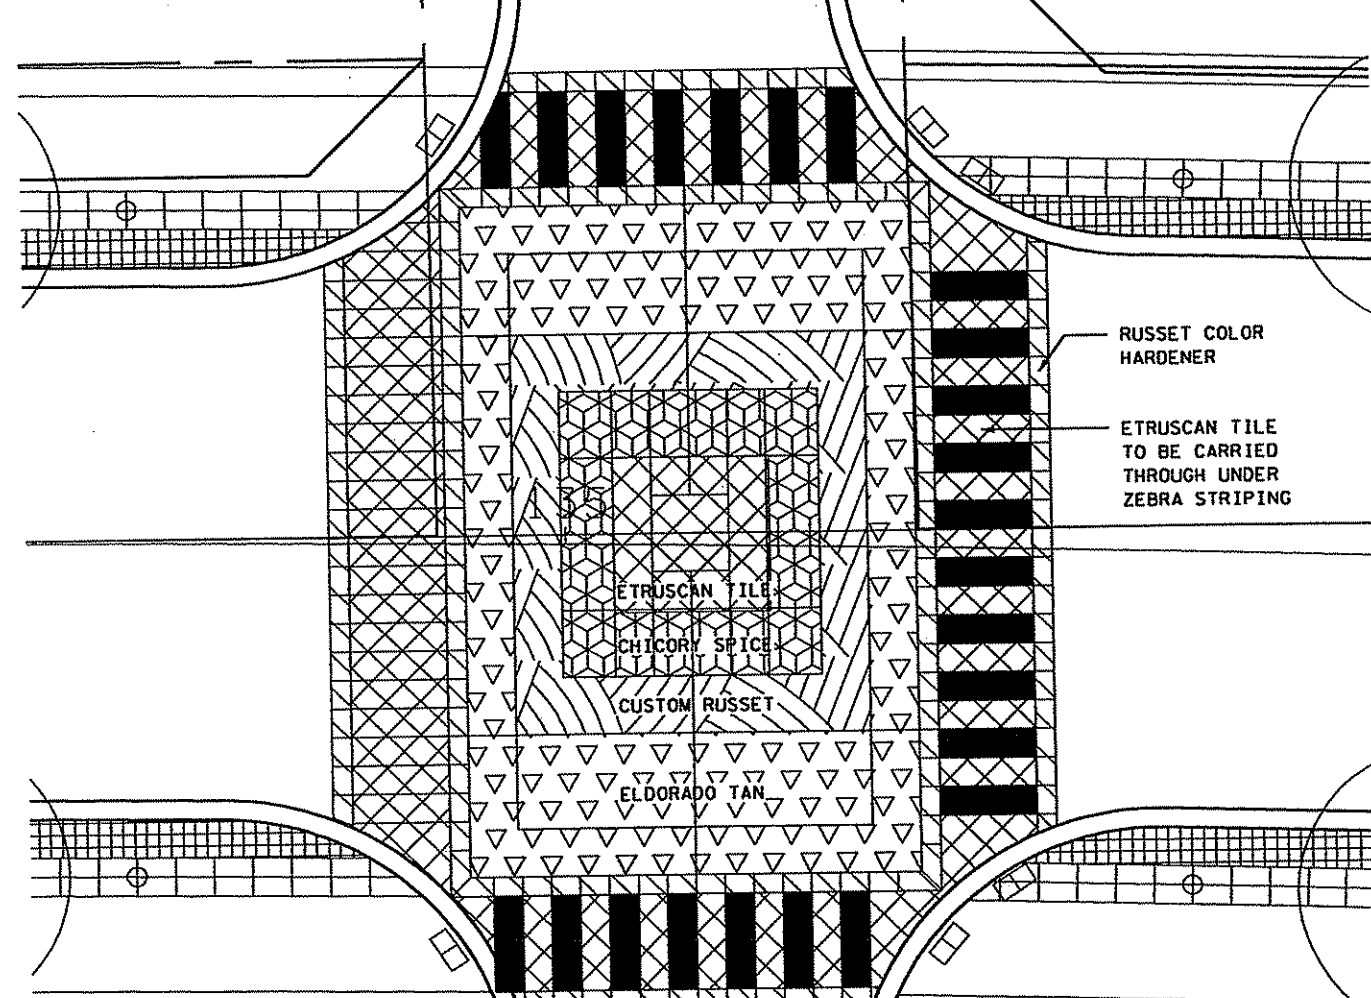 RUSSET COLOR
HARDENER
ETRUSCAN TILE
TO BE CARRIED
THROUGH UNDER
ZEBRA STRIPING
ETRUSCAN TILE
CHICORY SPICE
CUSTOM RUSSET
ELDORADO TAN